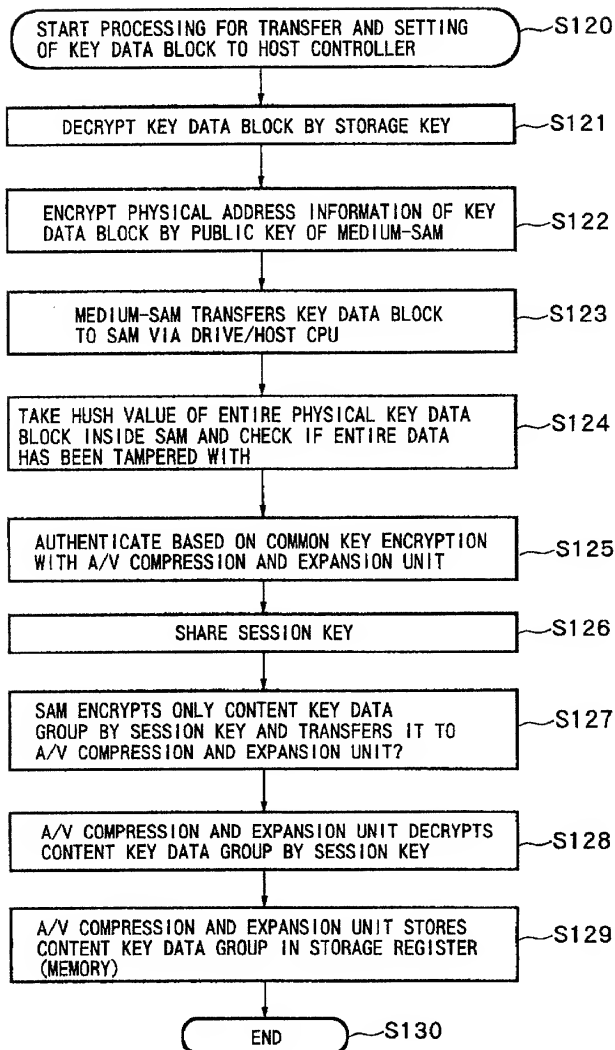 START PROCESSING FOR TRANSFER AND SETTING
OF KEY DATA BLOCK TO HOST CONTROLLER
S120
DECRYPT KEY DATA BLOCK BY STORAGE KEY
S121
ENCRYPT PHYSICAL ADDRESS INFORMATION OF KEY
DATA BLOCK BY PUBLIC KEY OF MEDIUM-SAM
S122
MEDIUM-SAM TRANSFERS KEY DATA BLOCK
TO SAM VIA DRIVE/HOST CPU
S123
TAKE HUSH VALUE OF ENTIRE PHYSICAL KEY DATA
BLOCK INSIDE SAM AND CHECK IF ENTIRE DATA
HAS BEEN TAMPERED WITH
S124
AUTHENTICATE BASED ON COMMON KEY ENCRYPTION
WITH A/V COMPRESSION AND EXPANSION UNIT
S125
SHARE SESSION KEY
S126
SAM ENCRYPTS ONLY CONTENT KEY DATA
GROUP BY SESSION KEY AND TRANSFERS IT TO
A/V COMPRESSION AND EXPANSION UNIT?
S127
A/V COMPRESSION AND EXPANSION UNIT DECRYPTS
CONTENT KEY DATA GROUP BY SESSION KEY
S128
A/V COMPRESSION AND EXPANSION UNIT STORES
CONTENT KEY DATA GROUP IN STORAGE REGISTER
(MEMORY)
S129
END
S130